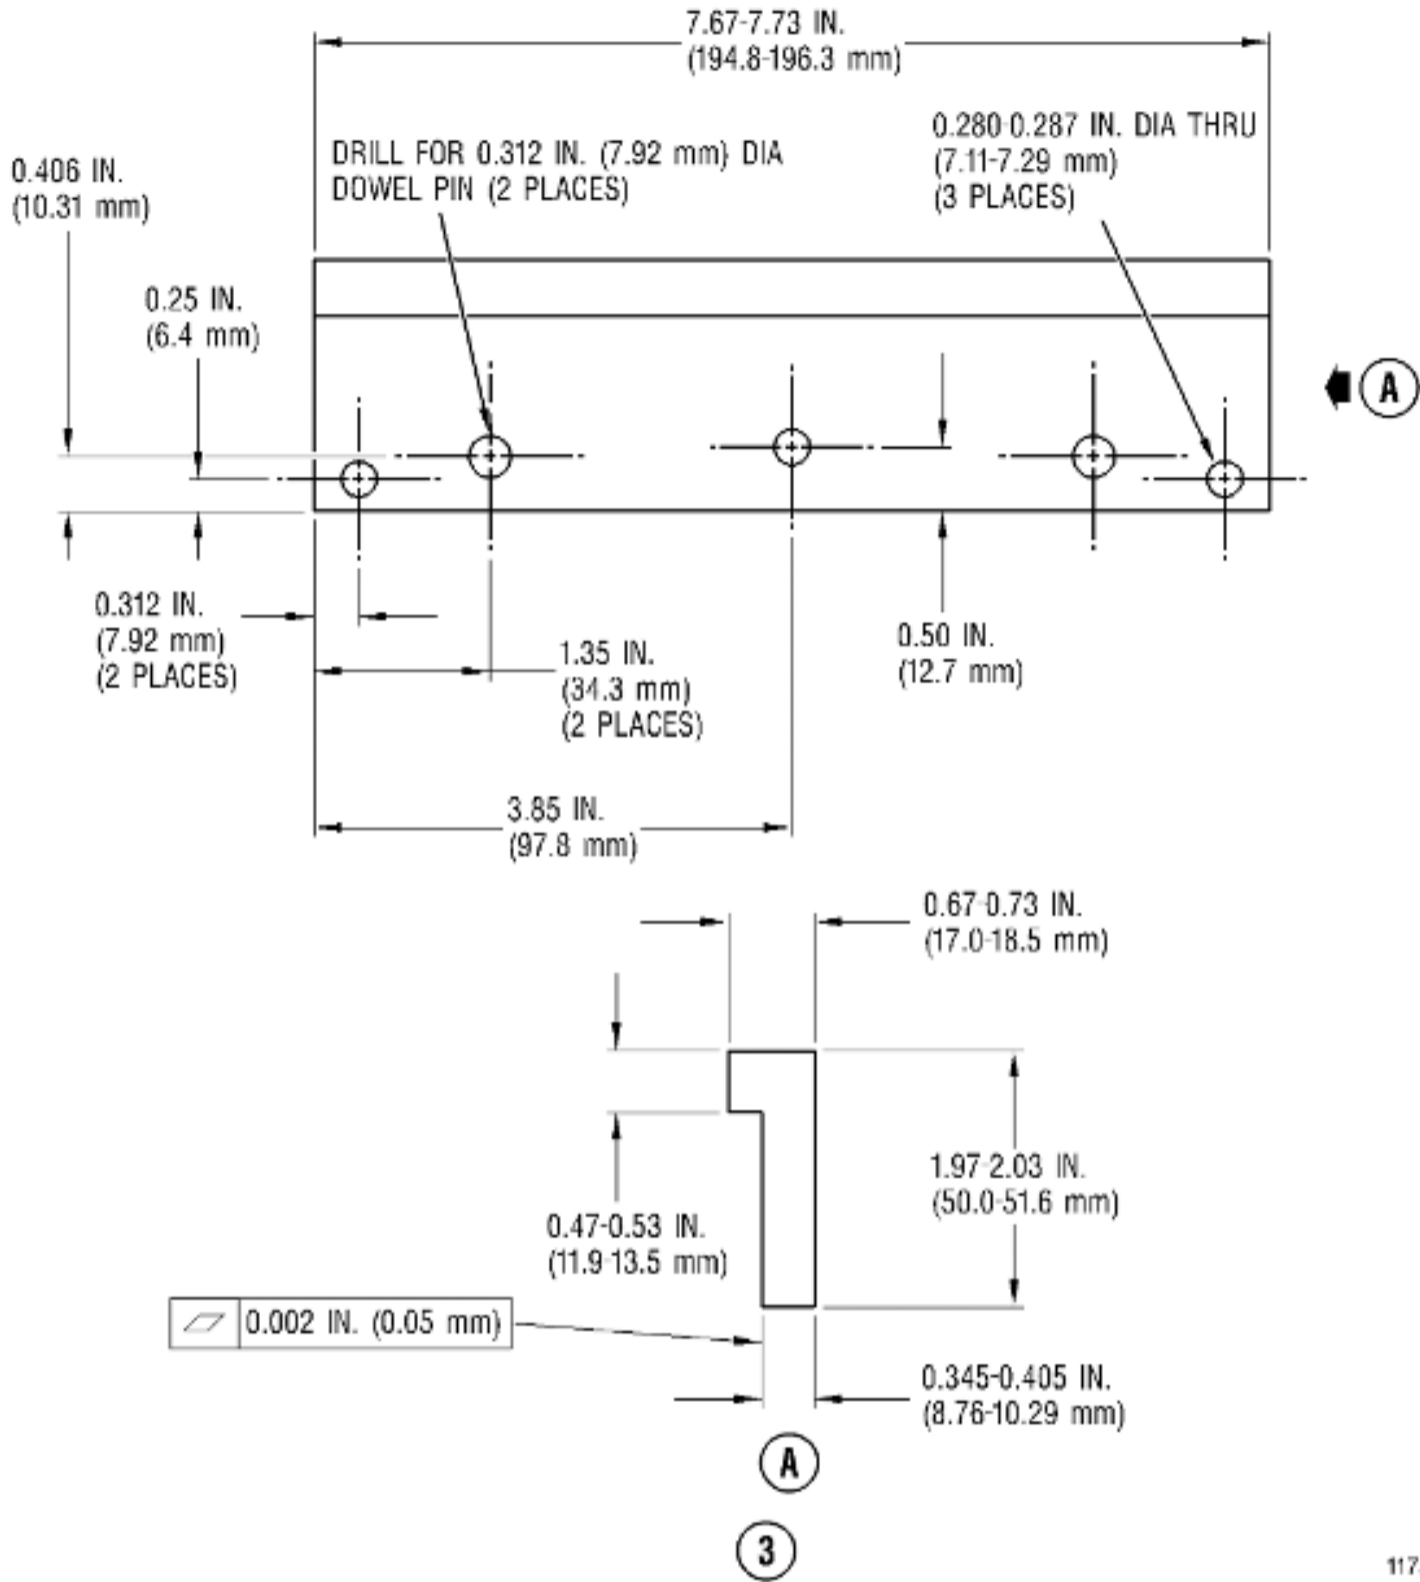 7.67-7.73 IN.
(194.8-196.3 mm)
0.280-0.287 IN. DIA THRU
(7.11-7.29 mm)
(3 PLACES)
DRILL FOR 0.312 IN. (7.92 mm) DIA
DOWEL PIN (2 PLACES)
0.406 IN.
(10.31 mm)
0.25 IN.
(6.4 mm)
A
0.312 IN.
(7.92 mm)
(2 PLACES)
1.35 IN.
(34.3 mm)
(2 PLACES)
0.50 IN.
(12.7 mm)
3.85 IN.
(97.8 mm)
0.67-0.73 IN.
(17.0-18.5 mm)
1.97-2.03 IN.
(50.0-51.6 mm)
0.47-0.53 IN.
(11.9-13.5 mm)
0.002 IN. (0.05 mm)
0.345-0.405 IN.
(8.76-10.29 mm)
A
3